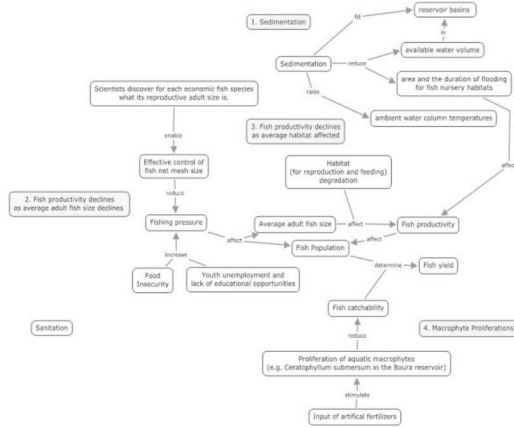 1. Sedimentation
reservoir basins
fill
in
Sedimentation
reduce
available water volume
area and the duration of flooding
for fish nursery habitats
raise
ambient water column temperatures
Scientists discover for each economic fish species
what its reproductive adult size is.
3. Fish productivity declines
as average habitat affected
enable
Effective control of
fish net mesh size
Habitat
(for reproduction and feeding)
degradation
affect
reduce
2. Fish productivity declines
as average adult fish size declines
Fishing pressure
Average adult fish size
affect
Fish productivity
affect
affect
Fish Population
increase
determine
Fish yield
Food
Insecurity
Youth unemployment and
lack of educational opportunities
Fish catchability
Sanitation
4. Macrophyte Proliferations
reduce
Proliferation of aquatic macrophytes
(e.g. Ceratophyllum submersum in the Boura reservoir)
stimulate
Input of artifical fertilizers